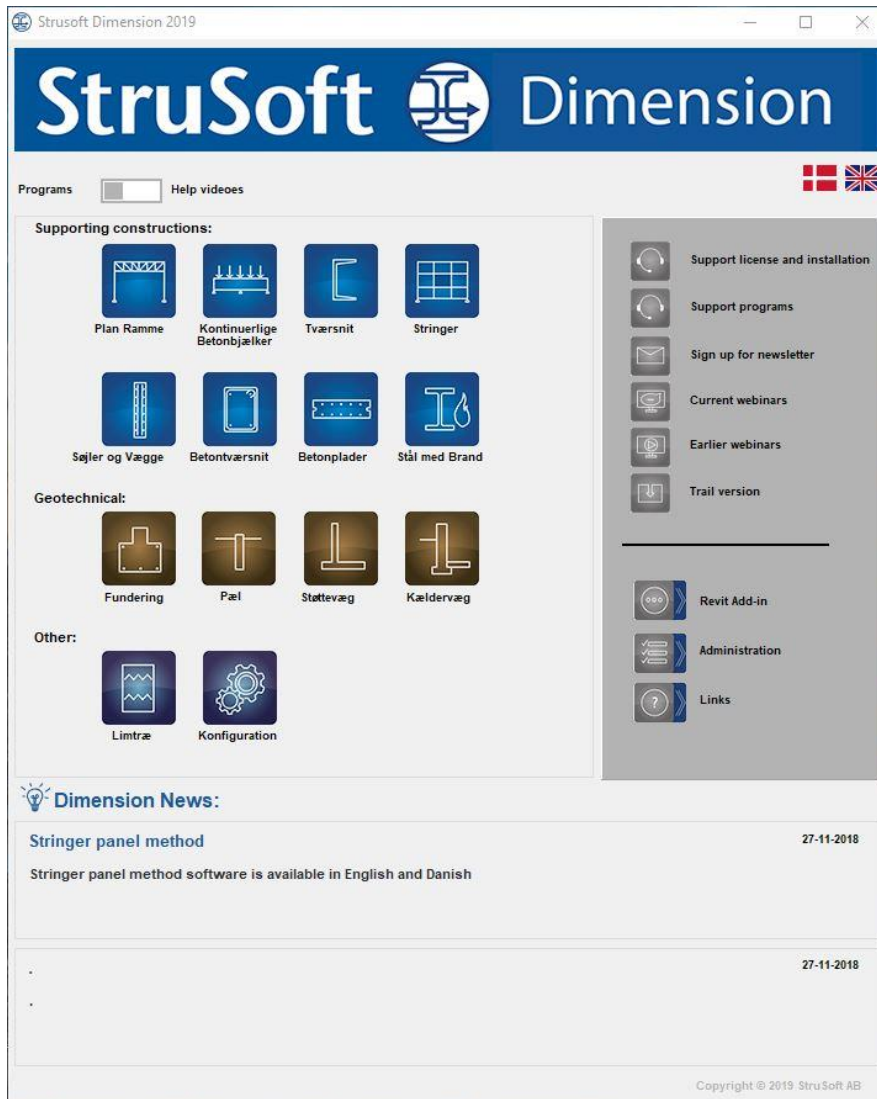 Strusoft Dimension 2019
StruSoft Dimension
Programs
Help videoes
Supporting constructions:
Plan Ramme
Kontinuerlige
Betonbjælker
Tværsnit
Stringer
Søjler og Vægge
Betontværsnit
Betonplader
Stål med Brand
Geotechnical:
Fundering
Pæl
Støttevæg
Kældervæg
Other:
Limtræ
Konfiguration
Support license and installation
Support programs
Sign up for newsletter
Current webinars
Earlier webinars
Trail version
Revit Add-in
Administration
Links
Dimension News:
Stringer panel method
27-11-2018
Stringer panel method software is available in English and Danish
.
27-11-2018
.
Copyright © 2019 StruSoft AB